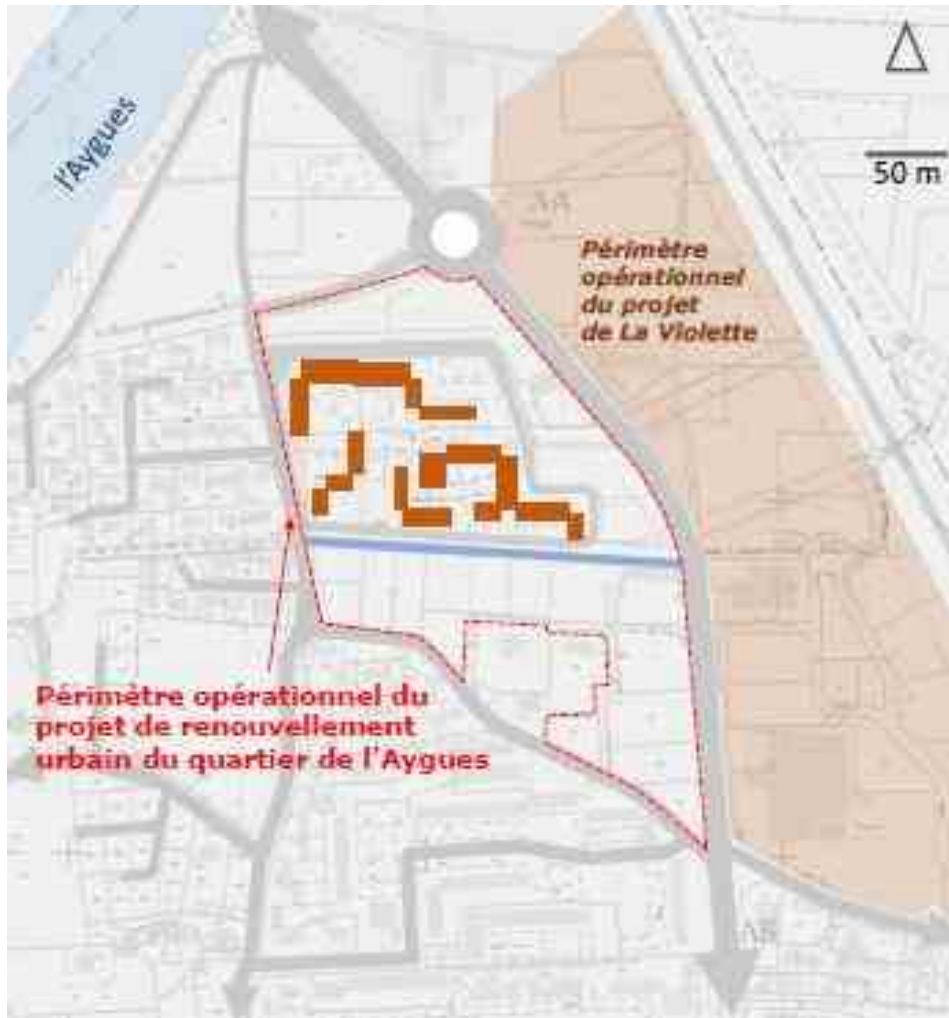 l'Aygues
50 m
Périmètre
opérationnel
du projet
de La Violette
Périmètre opérationnel du
projet de renouvellement
urbain du quartier de l'Aygues